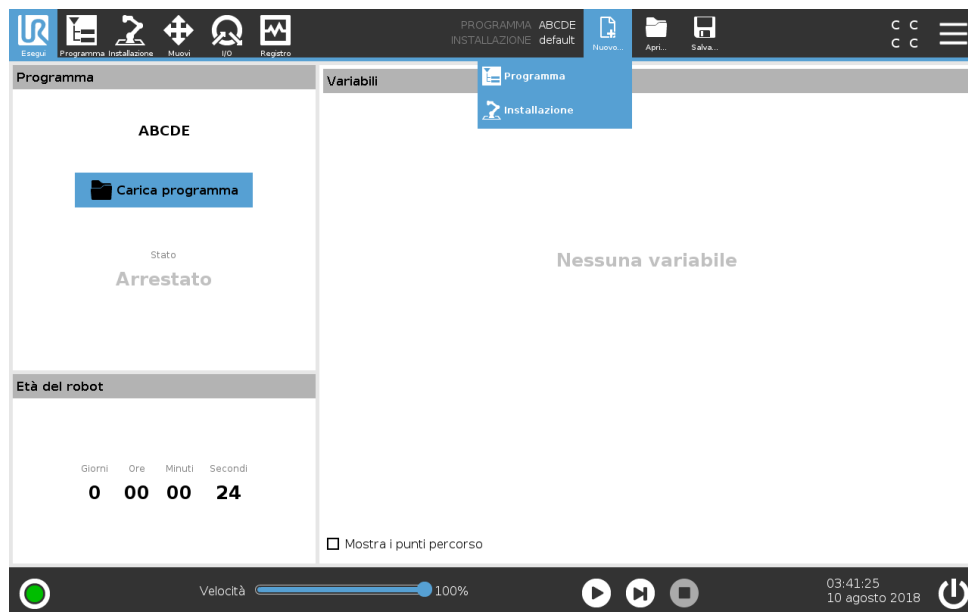 UR
Esegui Programma Installazione Muovi I/O Registro
PROGRAMMA ABCDE
INSTALLAZIONE default
Nuovo... Apri... Salva...
C C
C C
Programma
Installazione
Programma
ABCDE
Carica programma
Stato
Arrestato
Età del robot
Giorni Ore Minuti Secondi
0 00 00 24
Variabili
Nessuna variabile
Mostra i punti percorso
Velocità 100%
03:41:25
10 agosto 2018